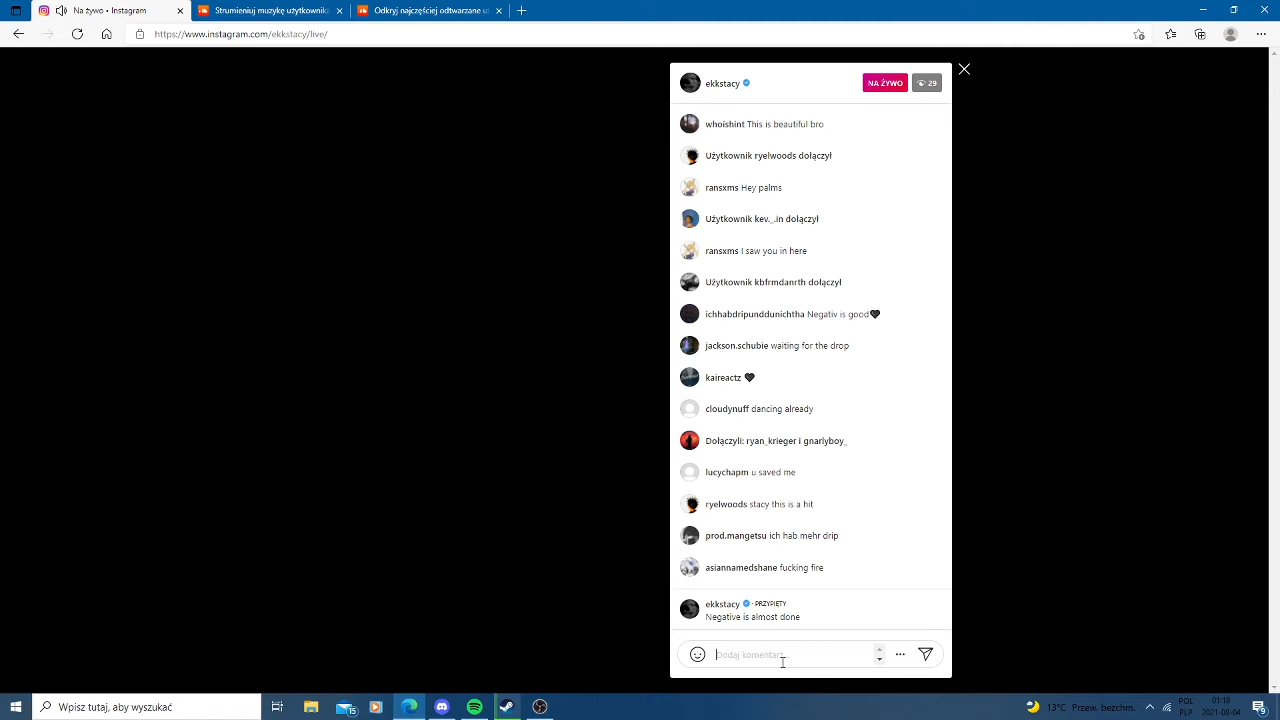 Na żywo • Instagram
Strumieniuj muzykę użytkownika
Odkryj najczęściej odtwarzane ut
https://www.instagram.com/ekkstacy/live/
ekkstacy
NA ŻYWO
29
whoishint This is beautiful bro
Użytkownik ryelwoods dołączył
ransxms Hey palms
Użytkownik kev._.in dołączył
ransxms I saw you in here
Użytkownik kbfrmdanrth dołączył
ichhabdripunddunichtha Negativ is good🖤
jackson.schubie waiting for the drop
kaireactz 🖤
cloudynuff dancing already
Dołączyli: ryan_krieger i gnarlyboy_
lucychapm u saved me
ryelwoods stacy this is a hit
prod.mangetsu ich hab mehr drip
asiannamedshane fucking fire
ekkstacy • PRZYPIĘTY
Negative is almost done
Dodaj komentarz...
Wpisz tutaj, aby wyszukać
13°C Przew. bezchm.
POL
PLP
01:18
2021-08-04